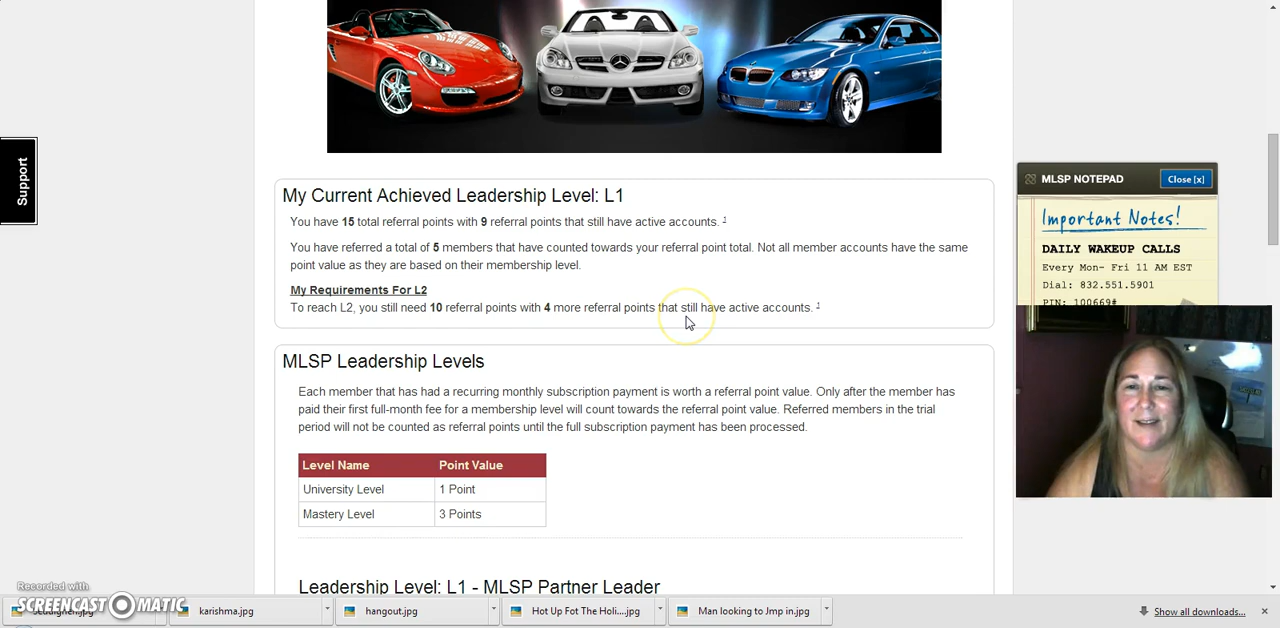 Support
My Current Achieved Leadership Level: L1
You have 15 total referral points with 9 referral points that still have active accounts. 1
You have referred a total of 5 members that have counted towards your referral point total. Not all member accounts have the same
point value as they are based on their membership level.
My Requirements For L2
To reach L2, you still need 10 referral points with 4 more referral points that still have active accounts. 1
MLSP Leadership Levels
Each member that has had a recurring monthly subscription payment is worth a referral point value. Only after the member has
paid their first full-month fee for a membership level will count towards the referral point value. Referred members in the trial
period will not be counted as referral points until the full subscription payment has been processed.
Level Name Point Value
University Level 1 Point
Mastery Level 3 Points
Leadership Level: L1 - MLSP Partner Leader
MLSP NOTEPAD Close [x]
Important Notes!
DAILY WAKEUP CALLS
Every Mon- Fri 11 AM EST
Dial: 832.551.5901
PIN: 100669#
Recorded with
SCREENCAST-O-MATIC
karishma.jpg
hangout.jpg
Hot Up Fot The Holi....jpg
Man looking to Jmp in.jpg
Show all downloads...